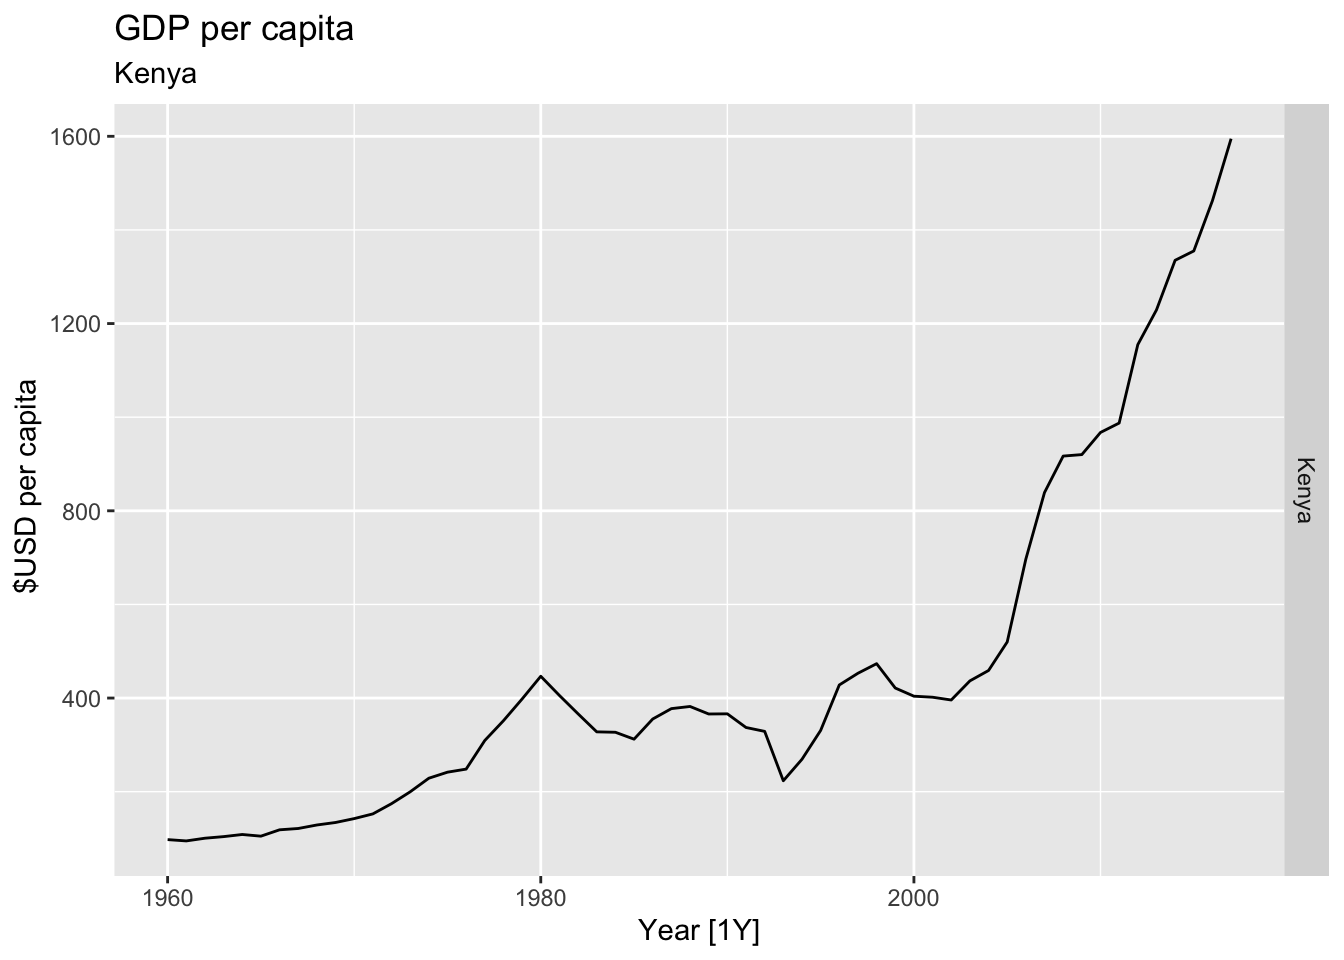 GDP per capita
Kenya
1600
1200
800
400
$USD per capita
Kenya
1960
1980
2000
Year [1Y]